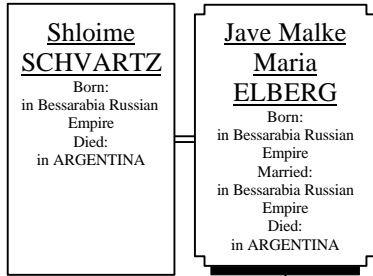 Shloime
SCHVARTZ
Born:
in Bessarabia Russian
Empire
Died:
in ARGENTINA
Jave Malke
Maria
ELBERG
Born:
in Bessarabia Russian
Empire
Married:
in Bessarabia Russian
Empire
Died:
in ARGENTINA